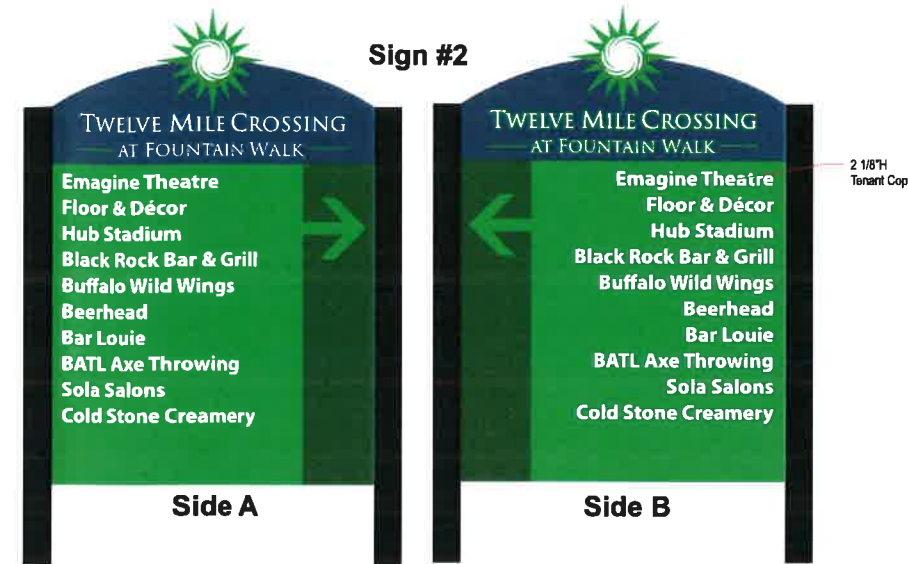 Sign #2
TWELVE MILE CROSSING
AT FOUNTAIN WALK
Emagine Theatre
Floor & Décor
Hub Stadium
Black Rock Bar & Grill
Buffalo Wild Wings
Beerhead
Bar Louie
BATL Axe Throwing
Sola Salons
Cold Stone Creamery
Side A
TWELVE MILE CROSSING
AT FOUNTAIN WALK
Emagine Theatre
Floor & Décor
Hub Stadium
Black Rock Bar & Grill
Buffalo Wild Wings
Beerhead
Bar Louie
BATL Axe Throwing
Sola Salons
Cold Stone Creamery
Side B
2 1/8"H
Tenant Cop